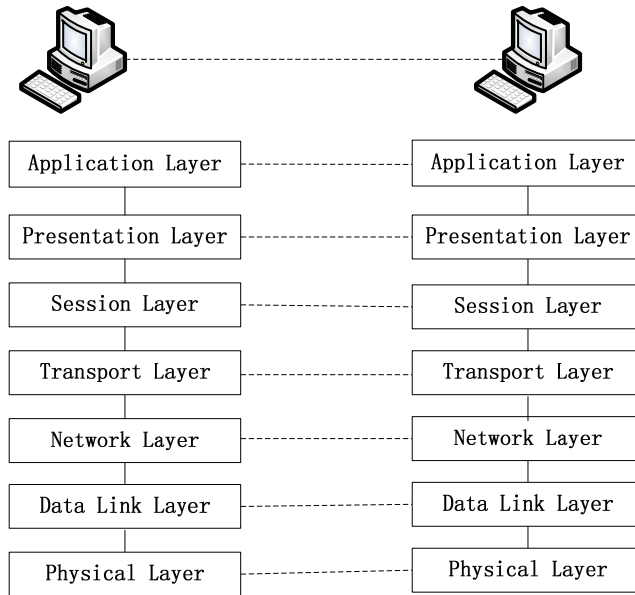 Application Layer
Application Layer
Presentation Layer
Presentation Layer
Session Layer
Session Layer
Transport Layer
Transport Layer
Network Layer
Network Layer
Data Link Layer
Data Link Layer
Physical Layer
Physical Layer